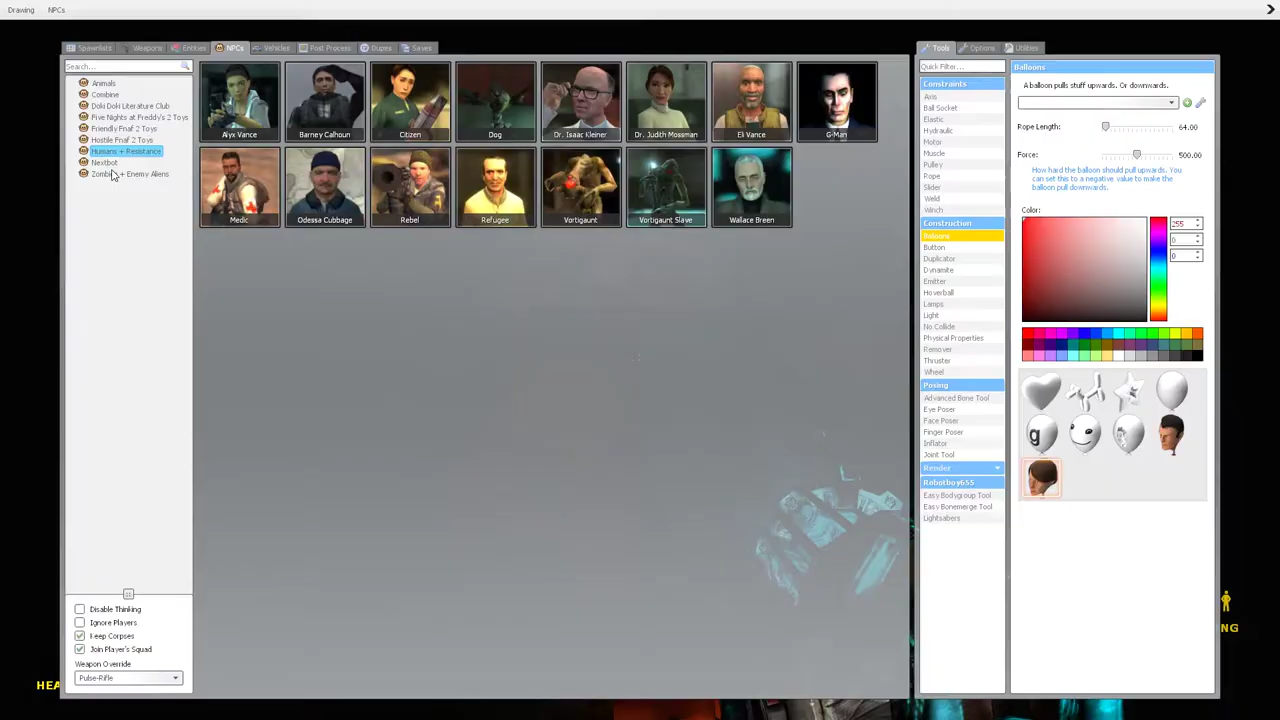 Drawing NPCs
Spawnlists Weapons Entities NPCs Vehicles Post Process Dupes Saves
Search...
Animals
Combine
Doki Doki Literature Club
Five Nights at Freddy's 2 Toys
Friendly Fnaf 2 Toys
Hostile Fnaf 2 Toys
Humans + Resistance
Nextbot
Zombies + Enemy Aliens
Alyx Vance Barney Calhoun Citizen Dog Dr. Isaac Kleiner Dr. Judith Mossman Eli Vance G-Man
Medic Odessa Cubbage Rebel Refugee Vortigaunt Vortigaunt Slave Wallace Breen
Disable Thinking
Ignore Players
Keep Corpses
Join Player's Squad
Weapon Override
Pulse-Rifle
Tools Options Utilities
Quick Filter...
Constraints
Axis
Ball Socket
Elastic
Hydraulic
Motor
Muscle
Pulley
Rope
Slider
Weld
Winch
Construction
Balloons
Button
Duplicator
Dynamite
Emitter
Hoverball
Lamps
Light
No Collide
Physical Properties
Remover
Thruster
Wheel
Posing
Advanced Bone Tool
Eye Poser
Face Poser
Finger Poser
Inflator
Joint Tool
Render
Robotboy655
Easy Bodygroup Tool
Easy Bonemerge Tool
Lightsabers
Balloons
A balloon pulls stuff upwards. Or downwards.
Rope Length: 64.00
Force: 500.00
How hard the balloon should pull upwards. You
can set this to a negative value to make the
balloon pull downwards.
Color:
255
0
0
g
HEA
NG